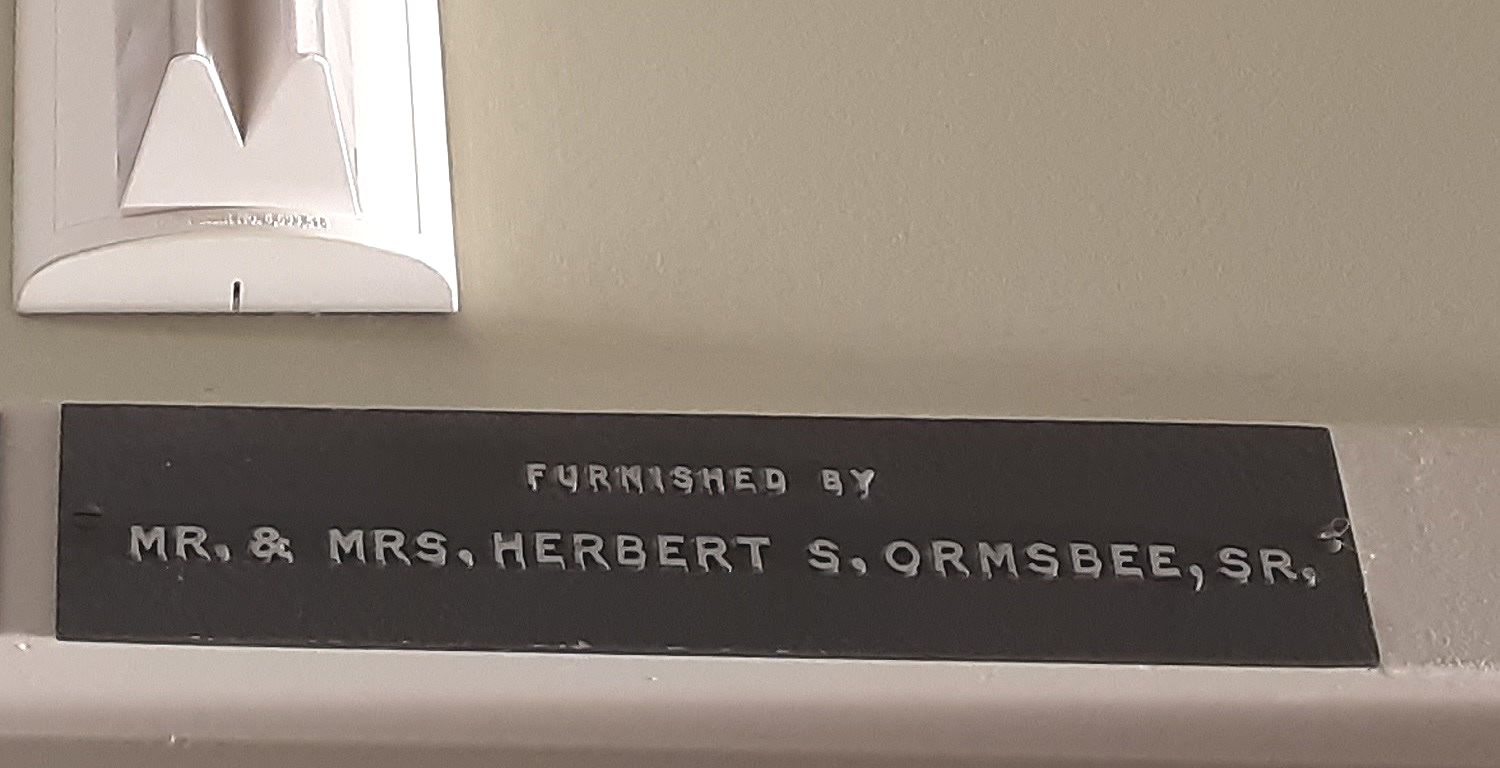 FURNISHED BY
MR. & MRS. HERBERT S. ORMSBEE, SR.